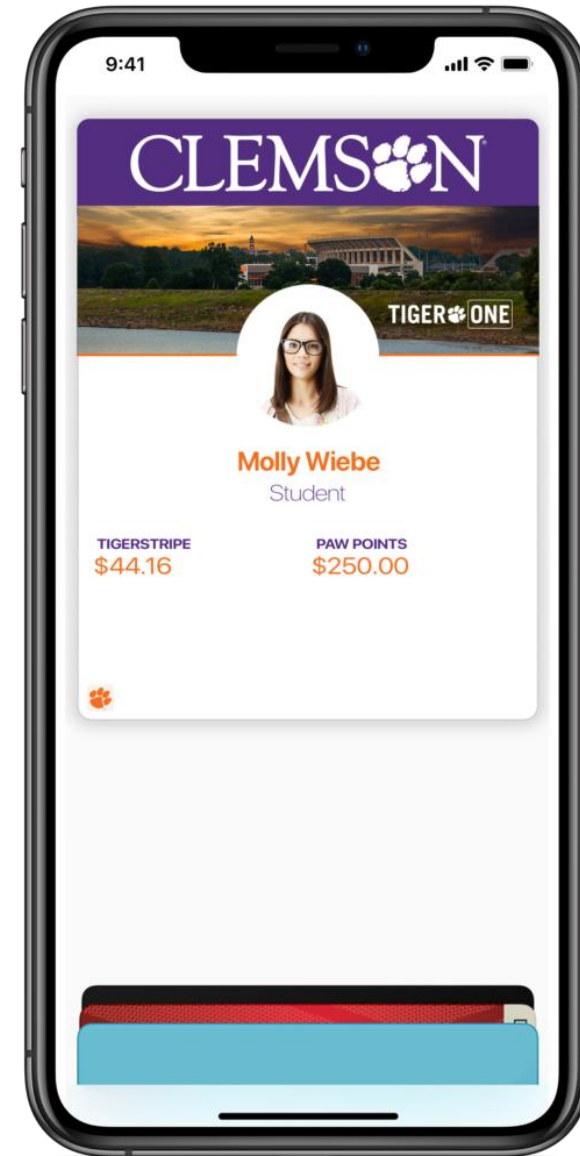 9:41
CLEMSON
TIGER ONE
Molly Wiebe
Student
TIGERSTRIPE PAW POINTS
$44.16 $250.00